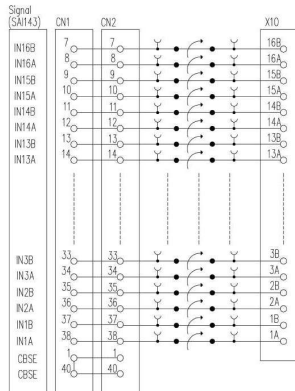 Signal
(SAI143) CN1 CN2 X10
IN16B 7 7 16B
IN16A 8 8 16A
IN15B 9 9 15B
IN15A 10 10 15A
IN14B 11 11 14B
IN14A 12 12 14A
IN13B 13 13 13B
IN13A 14 14 13A
IN3B 33 33 3B
IN3A 34 34 3A
IN2B 35 35 2B
IN2A 36 36 2A
IN1B 37 37 1B
IN1A 38 38 1A
CBSE 1 1
CBSE 40 40